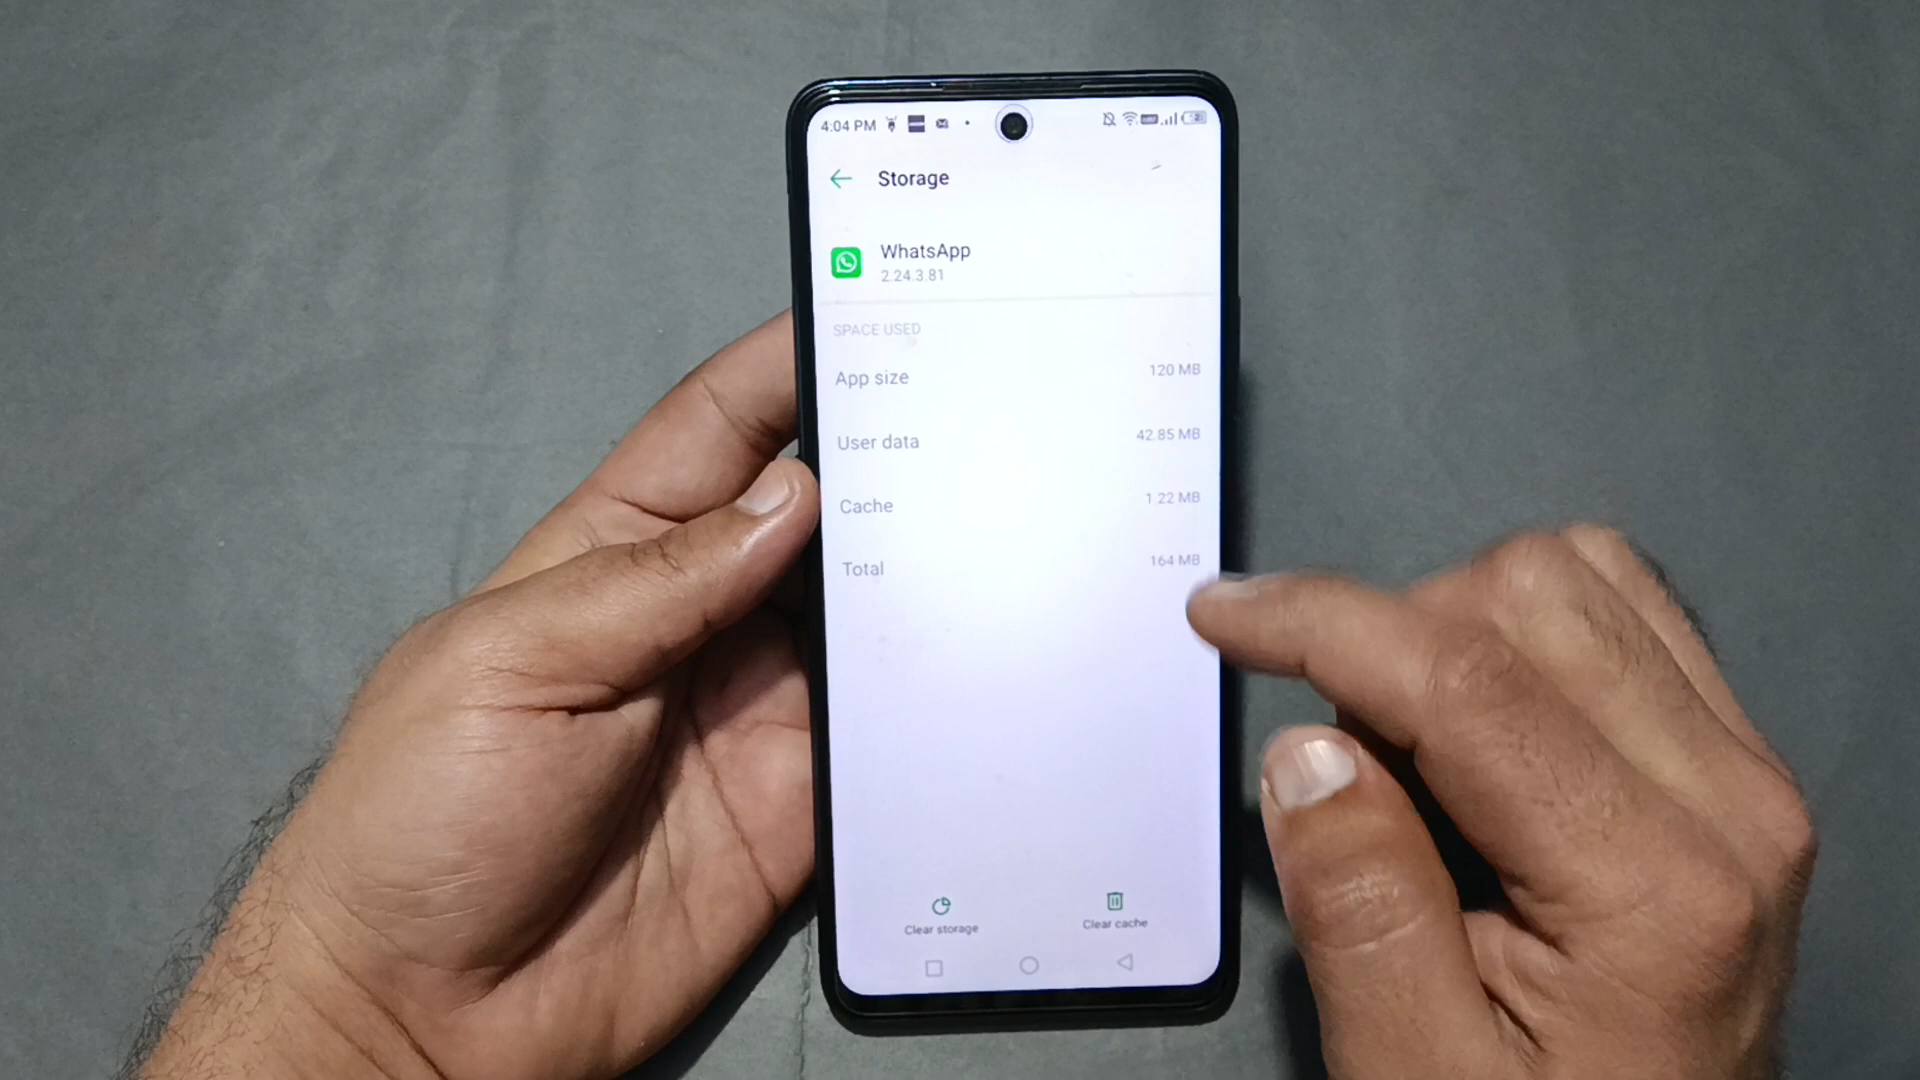 4:04 PM
Storage
WhatsApp
2.24.3.81
SPACE USED
App size 120 MB
User data 42.85 MB
Cache 1.22 MB
Total 164 MB
Clear storage Clear cache